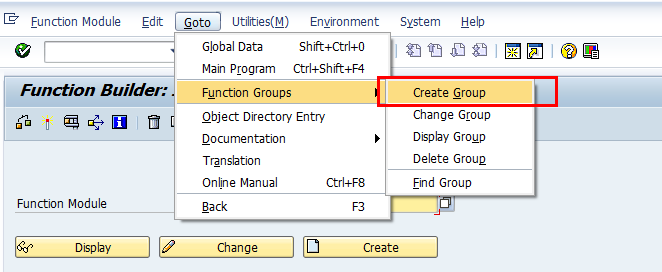 Function Module Edit Goto Utilities(M) Environment System Help
Global Data Shift+Ctrl+0
Main Program Ctrl+Shift+F4
Function Builder:
Function Groups
Create Group
Change Group
Object Directory Entry
Display Group
Documentation
Delete Group
Translation
Online Manual Ctrl+F8
Find Group
Function Module
Back F3
Display Change Create